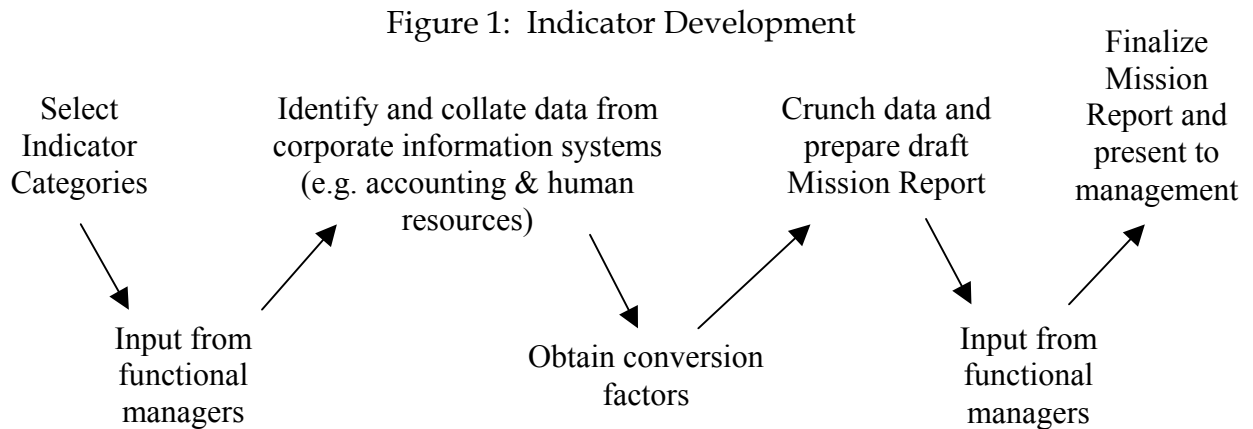 Figure 1:  Indicator Development
Select
Indicator
Categories
Input from
functional
managers
Identify and collate data from
corporate information systems
(e.g. accounting & human
resources)
Obtain conversion
factors
Crunch data and
prepare draft
Mission Report
Input from
functional
managers
Finalize
Mission
Report and
present to
management